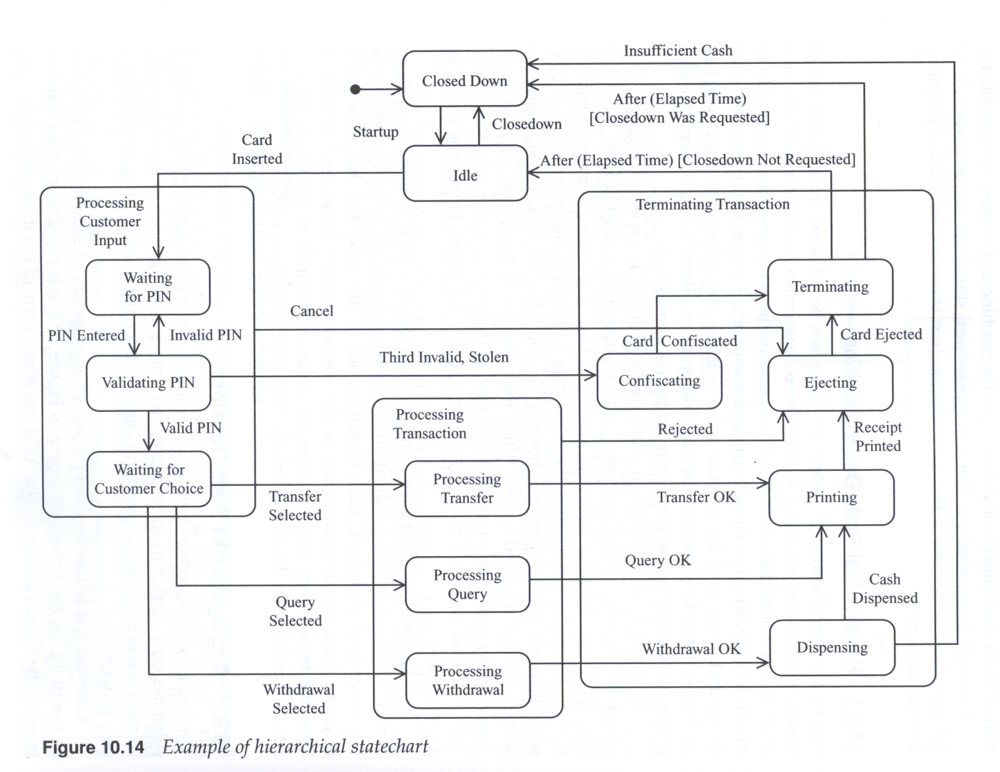 Insufficient Cash
Closed Down
After (Elapsed Time)
[Closedown Was Requested]
Startup
Closedown
Card
Inserted
After (Elapsed Time) [Closedown Not Requested]
Idle
Processing
Customer
Input
Terminating Transaction
Waiting
for PIN
Terminating
Cancel
PIN Entered
Invalid PIN
Card Confiscated
Card Ejected
Third Invalid, Stolen
Validating PIN
Confiscating
Ejecting
Processing
Transaction
Valid PIN
Rejected
Receipt
Printed
Waiting for
Customer Choice
Transfer
Selected
Processing
Transfer
Transfer OK
Printing
Query OK
Processing
Query
Query
Selected
Cash
Dispensed
Withdrawal OK
Dispensing
Processing
Withdrawal
Withdrawal
Selected
Figure 10.14 Example of hierarchical statechart